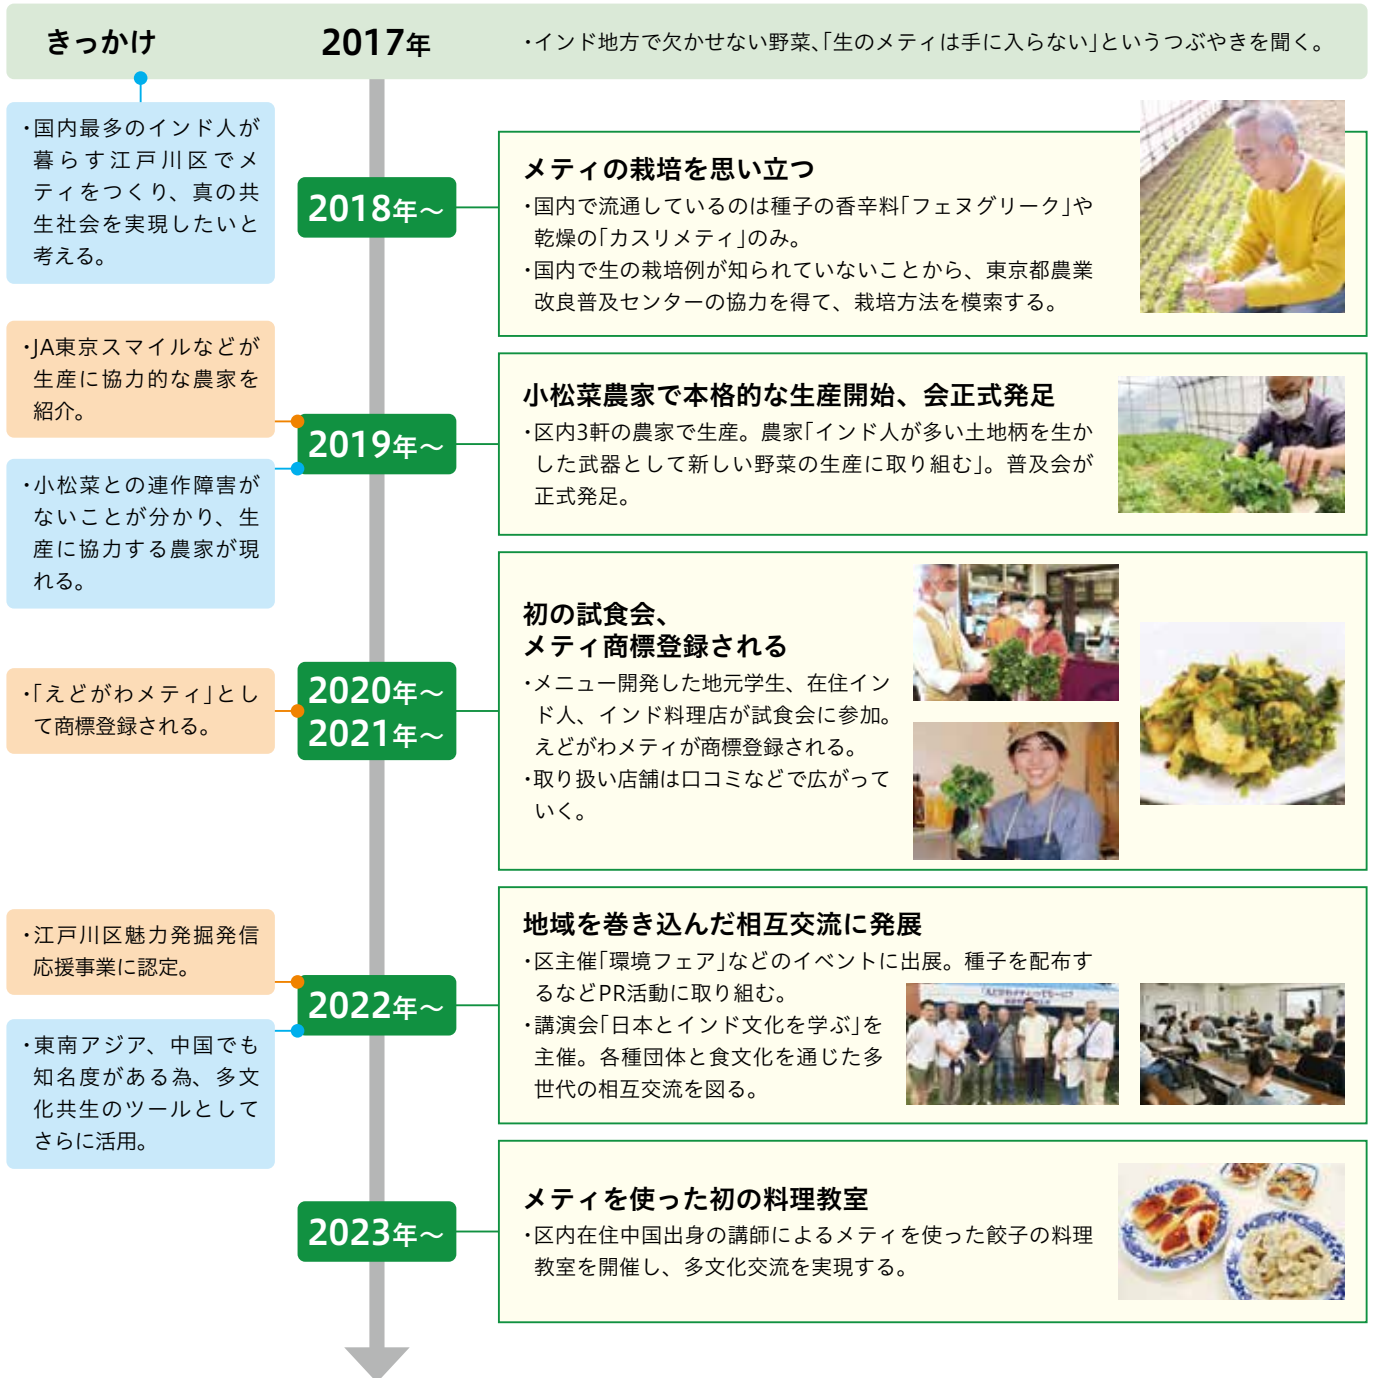 きっかけ
2017年
・インド地方で欠かせない野菜、「生のメティは手に入らない」というつぶやきを聞く。
・国内最多のインド人が
暮らす江戸川区でメ
ティをつくり、真の共
生社会を実現したいと
考える。
2018年～
メティの栽培を思い立つ
・国内で流通しているのは種子の香辛料「フェヌグリーク」や
乾燥の「カスリメティ」のみ。
・国内で生の栽培例が知られていないことから、東京都農業
改良普及センターの協力を得て、栽培方法を模索する。
・JA東京スマイルなどが
生産に協力的な農家を
紹介。
・小松菜との連作障害が
ないことが分かり、生
産に協力する農家が現
れる。
2019年～
小松菜農家で本格的な生産開始、会正式発足
・区内3軒の農家で生産。農家「インド人が多い土地柄を生か
した武器として新しい野菜の生産に取り組む」。普及会が
正式発足。
・「えどがわメティ」とし
て商標登録される。
2020年～
2021年～
初の試食会、
メティ商標登録される
・メニュー開発した地元学生、在住イン
ド人、インド料理店が試食会に参加。
えどがわメティが商標登録される。
・取り扱い店舗は口コミなどで広がって
いく。
・江戸川区魅力発掘発信
応援事業に認定。
・東南アジア、中国でも
知名度がある為、多文
化共生のツールとして
さらに活用。
2022年～
地域を巻き込んだ相互交流に発展
・区主催「環境フェア」などのイベントに出展。種子を配布す
るなどPR活動に取り組む。
・講演会「日本とインド文化を学ぶ」を
主催。各種団体と食文化を通じた多
世代の相互交流を図る。
2023年～
メティを使った初の料理教室
・区内在住中国出身の講師によるメティを使った餃子の料理
教室を開催し、多文化交流を実現する。